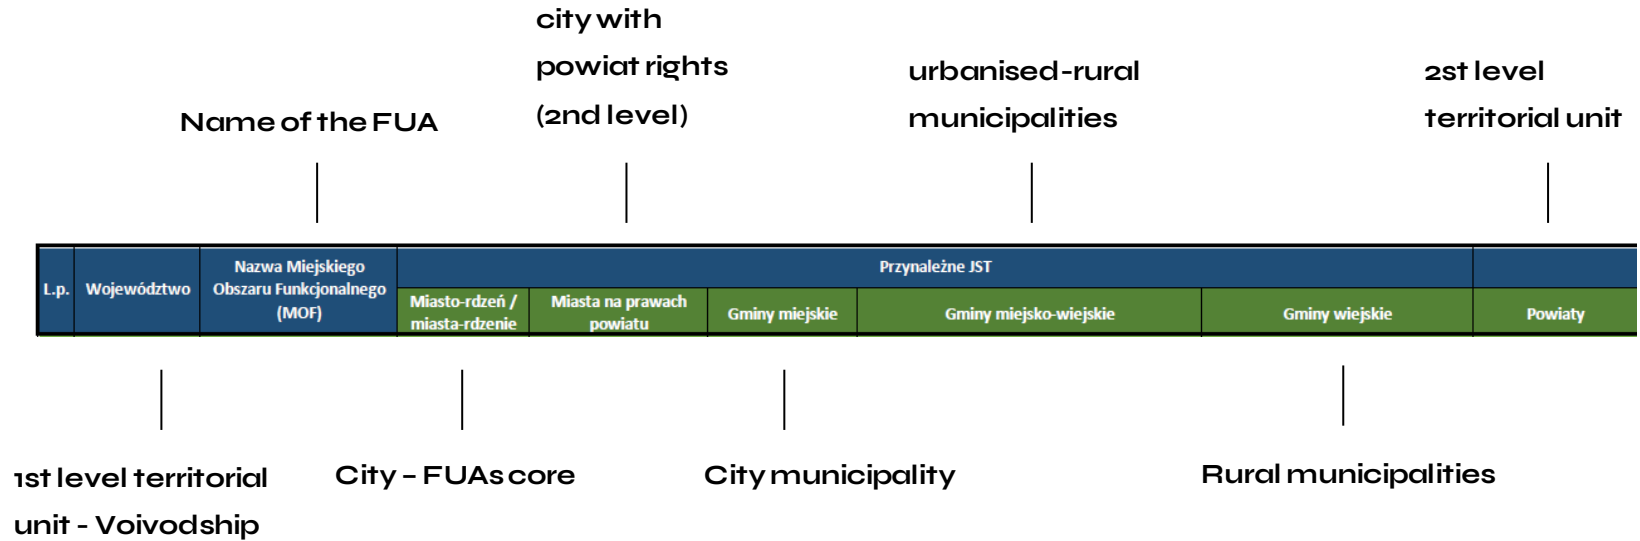 city with
powiat rights
(2nd level)
urbanised-rural
municipalities
2st level
territorial unit
Name of the FUA
L.p.
Województwo
Nazwa Miejskiego
Obszaru Funkcjonalnego
(MOF)
Przynależne JST
Miasto-rdzeń /
miasta-rdzenie
Miasta na prawach
powiatu
Gminy miejskie
Gminy miejsko-wiejskie
Gminy wiejskie
Powiaty
1st level territorial
unit - Voivodship
City – FUAs core
City municipality
Rural municipalities